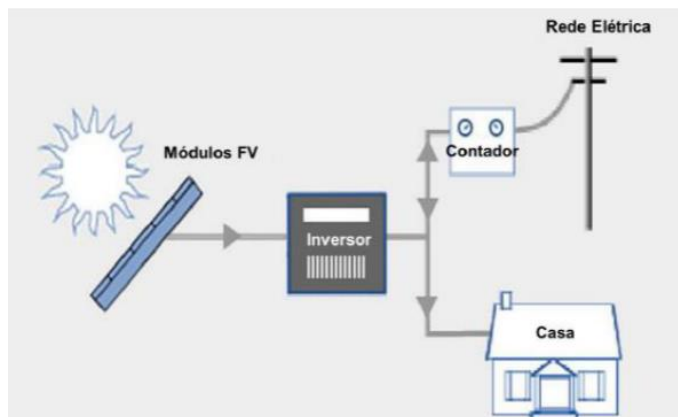 Rede Elétrica
Módulos FV
Contador
Inversor
Casa